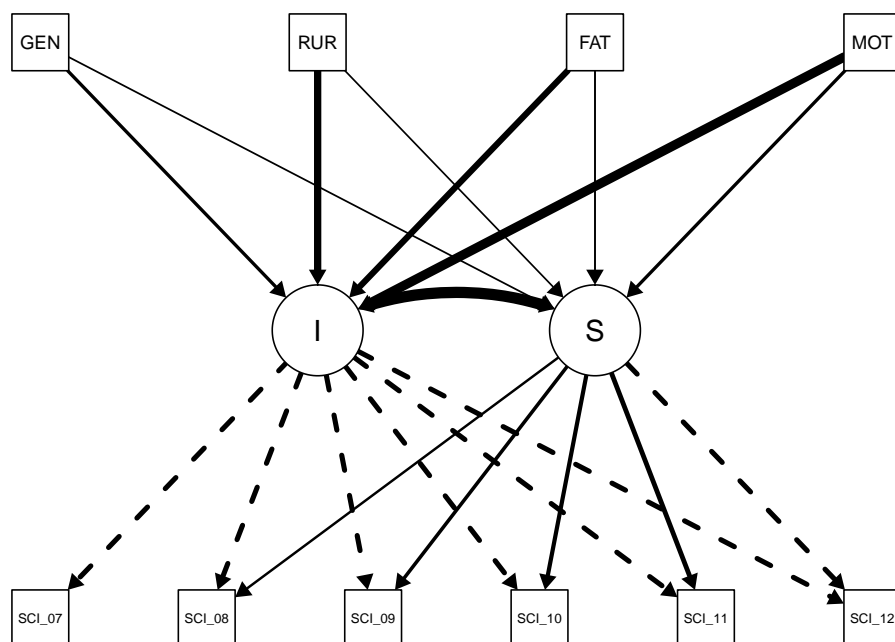 GEN
RUR
FAT
MOT
I
S
SCI_07
SCI_08
SCI_09
SCI_10
SCI_11
SCI_12